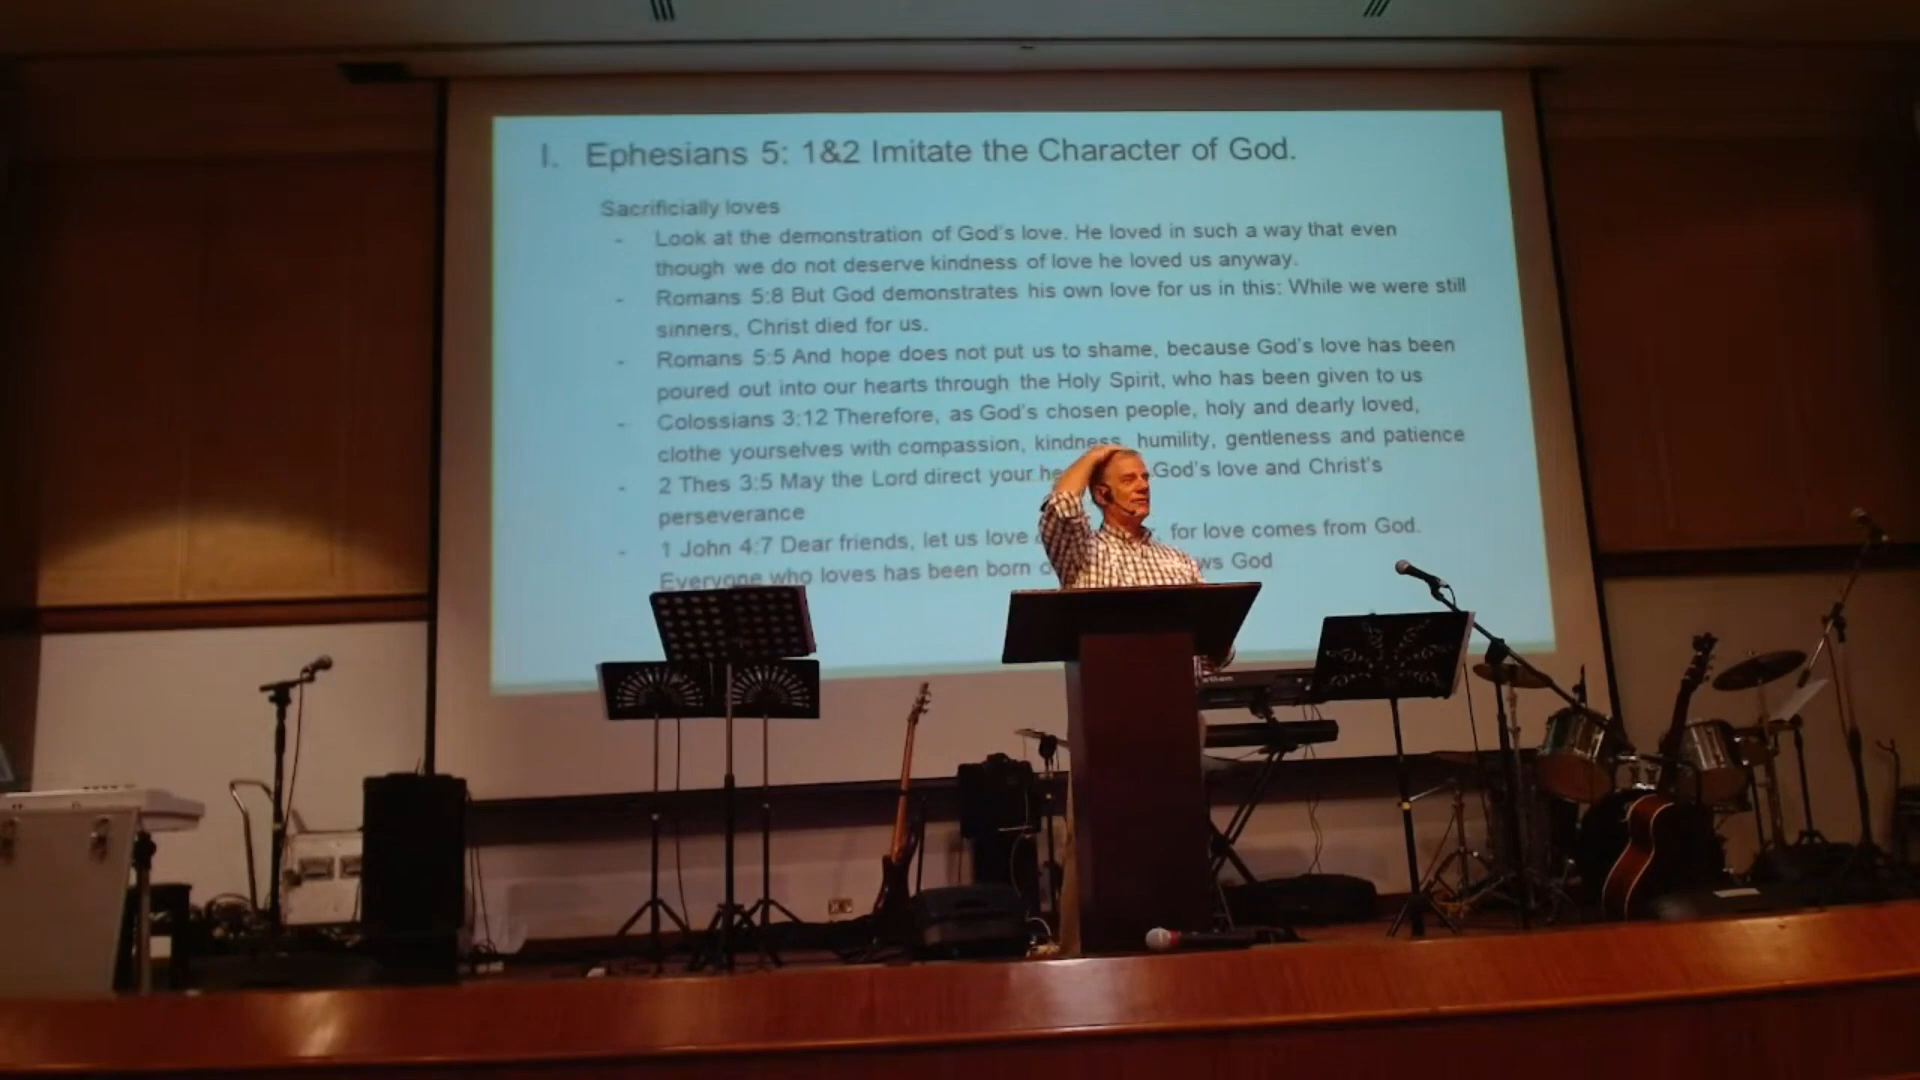 I. Ephesians 5: 1&2 Imitate the Character of God.
Sacrificially loves
- Look at the demonstration of God's love. He loved in such a way that even
though we do not deserve kindness of love he loved us anyway.
- Romans 5:8 But God demonstrates his own love for us in this: While we were still
sinners, Christ died for us.
- Romans 5:5 And hope does not put us to shame, because God's love has been
poured out into our hearts through the Holy Spirit, who has been given to us
- Colossians 3:12 Therefore, as God's chosen people, holy and dearly loved,
clothe yourselves with compassion, kindness, humility, gentleness and patience
- 2 Thes 3:5 May the Lord direct your God's love and Christ's
perseverance
- 1 John 4:7 Dear friends, let us love for love comes from God.
Everyone who loves has been born God